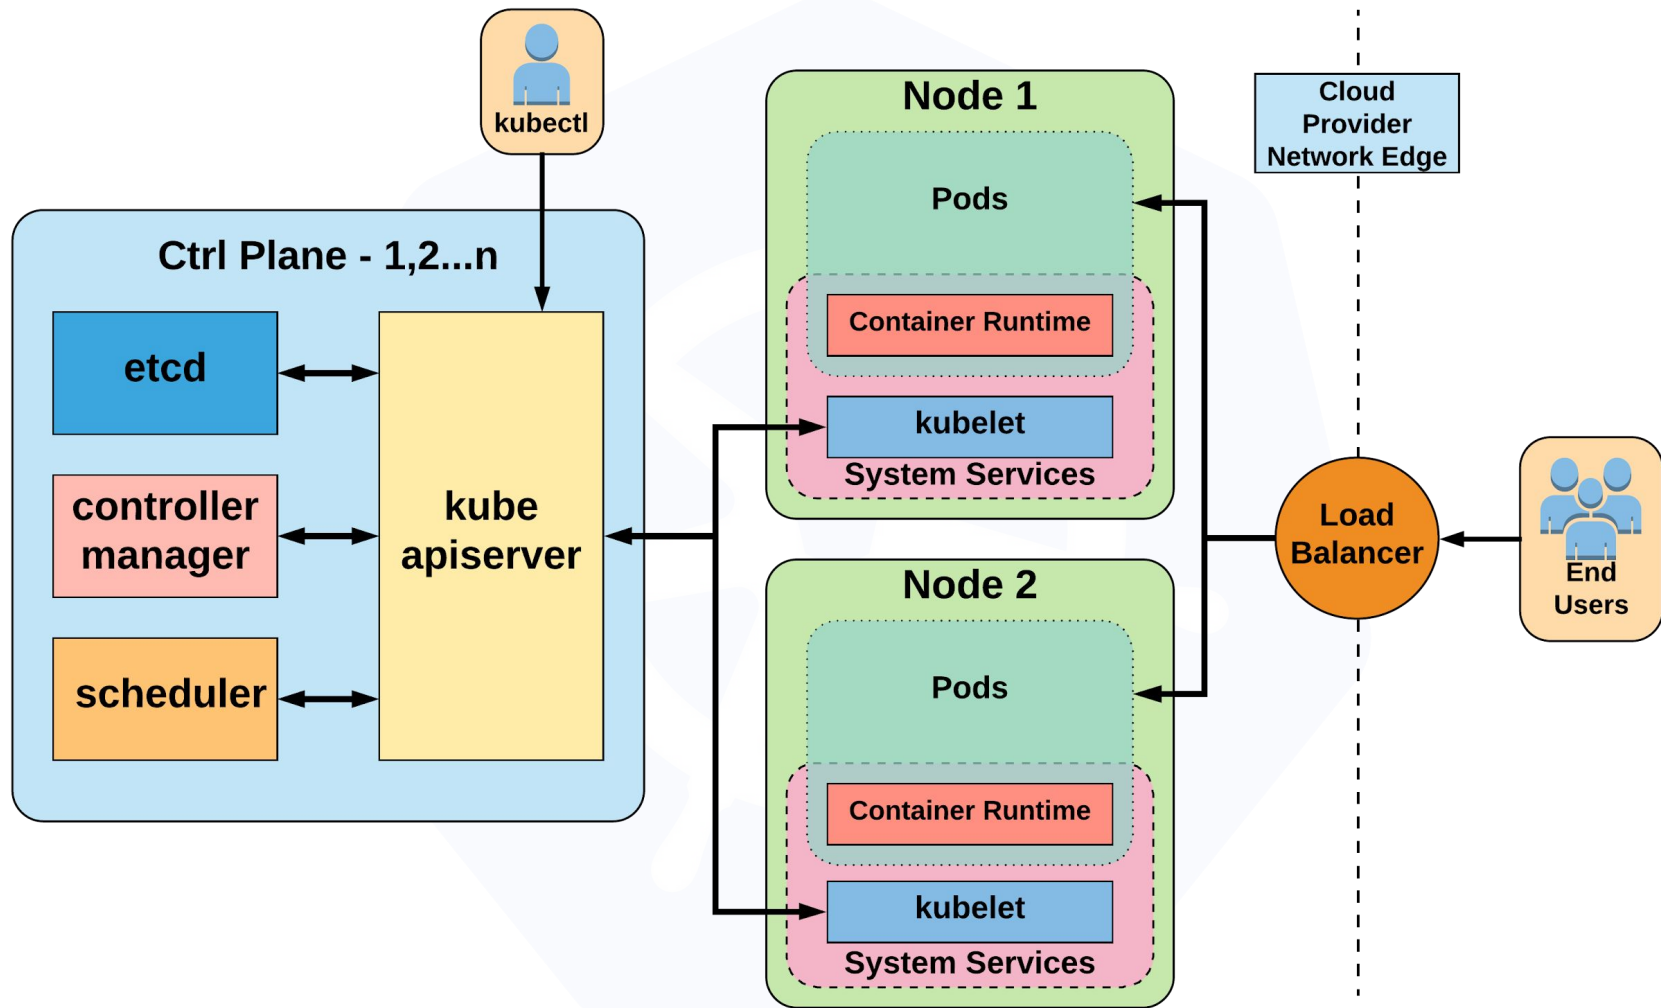 kubectl
Ctrl Plane - 1,2...n
etcd
controller
manager
scheduler
kube
apiserver
Node 1
Pods
Container Runtime
kubelet
System Services
Node 2
Pods
Container Runtime
kubelet
System Services
Cloud
Provider
Network Edge
Load
Balancer
End
Users